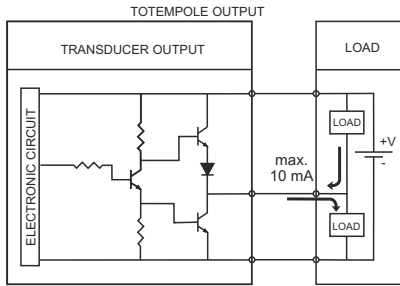 TOTEMPOLE OUTPUT
TRANSDUCER OUTPUT
LOAD
ELECTRONIC CIRCUIT
LOAD
+V
-
max.
10 mA
LOAD